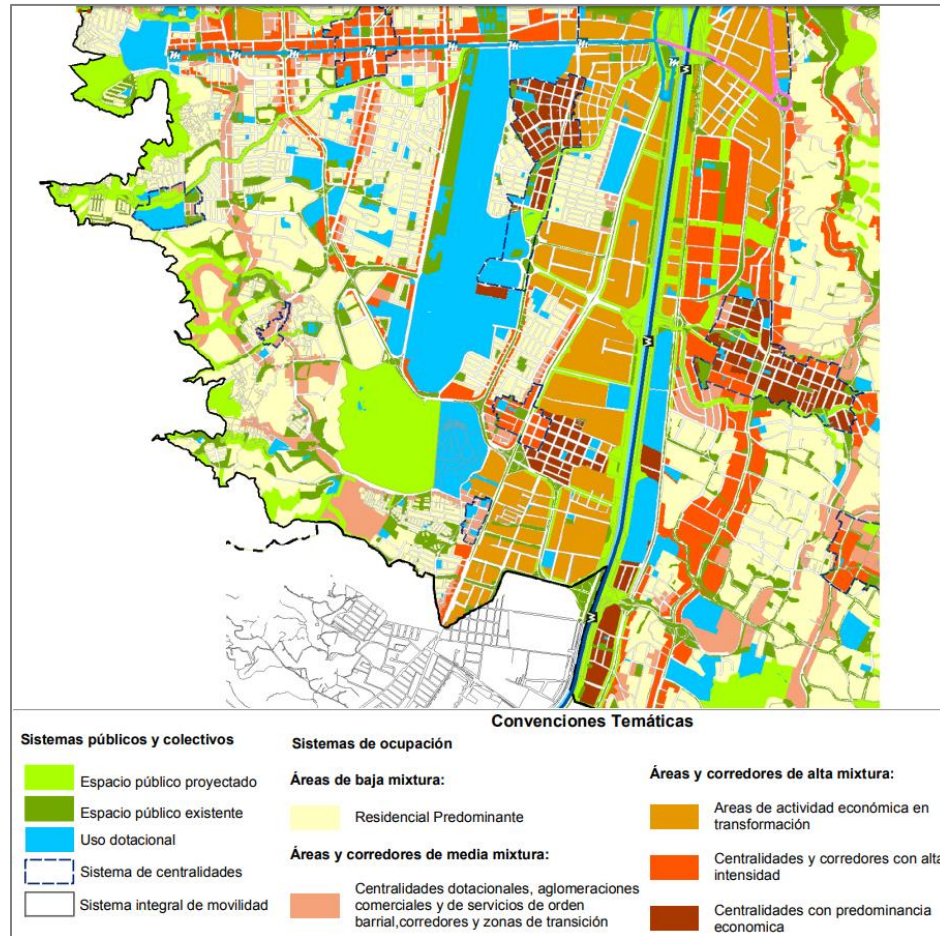 Convenciones Temáticas
Sistemas públicos y colectivos
Espacio público proyectado
Espacio público existente
Uso dotacional
Sistema de centralidades
Sistema integral de movilidad
Sistemas de ocupación
Áreas de baja mixtura:
Residencial Predominante
Áreas y corredores de media mixtura:
Centralidades dotacionales, aglomeraciones
comerciales y de servicios de orden
barrial,corredores y zonas de transición
Áreas y corredores de alta mixtura:
Areas de actividad económica en
transformación
Centralidades y corredores con alta
intensidad
Centralidades con predominancia
economica